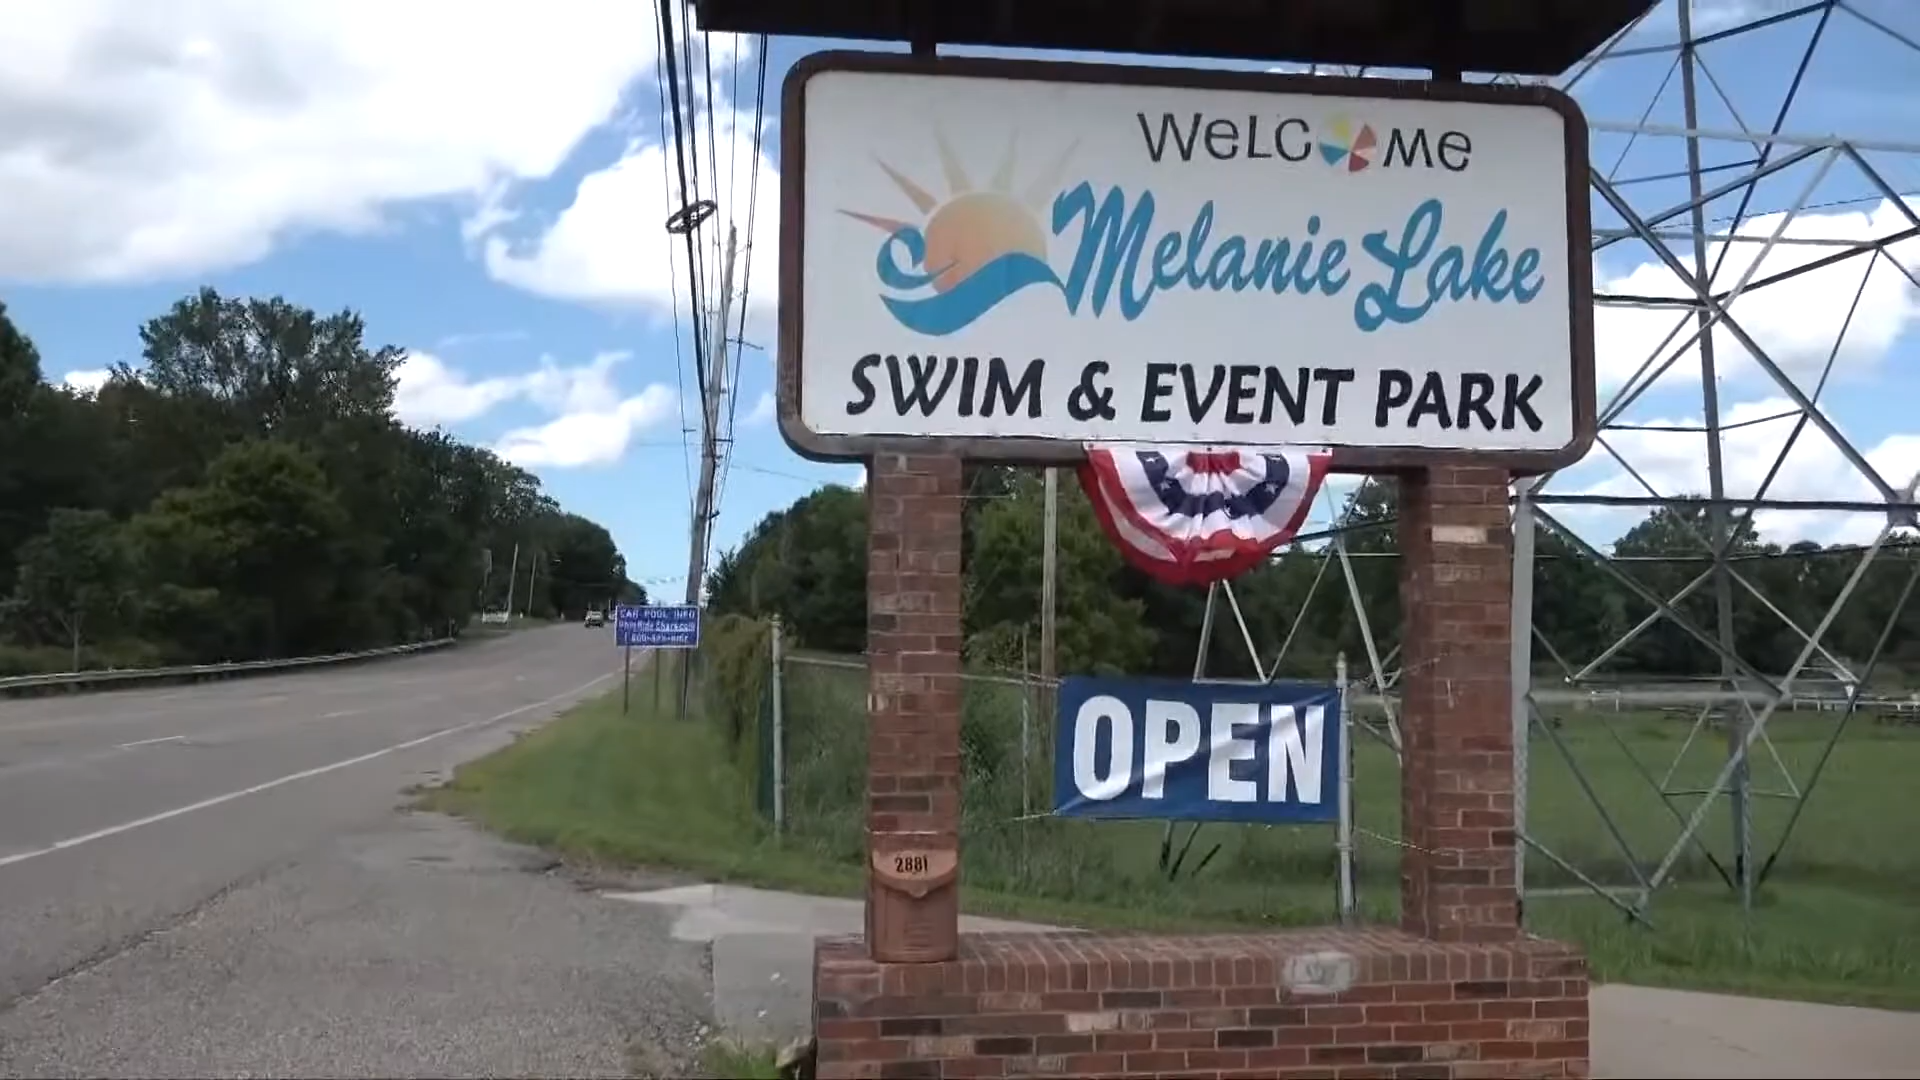 WeLCOMe
Melanie Lake
SWIM & EVENT PARK
CAR POOL INFO
OPEN
2881